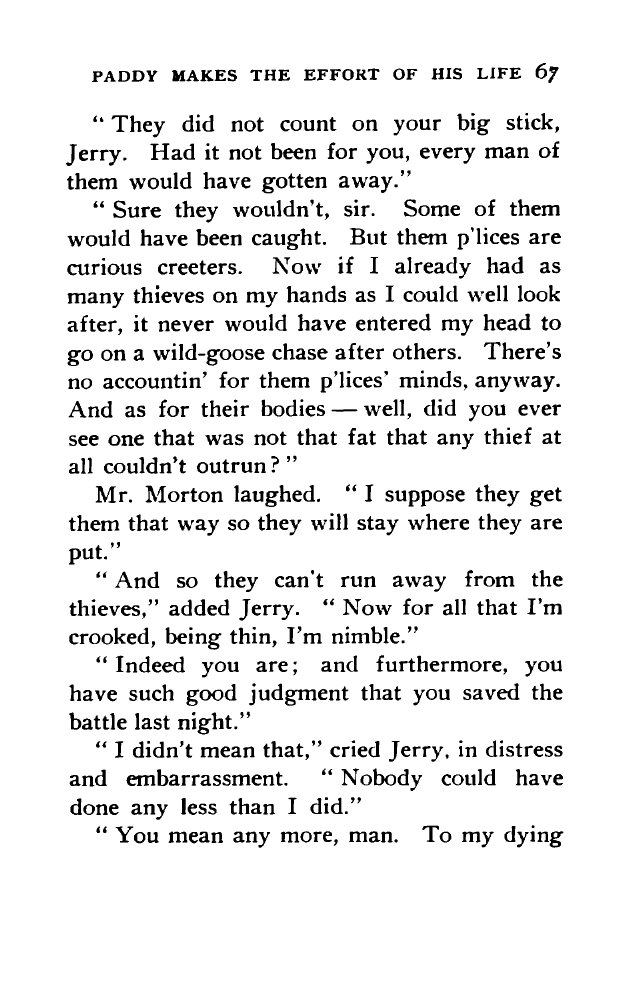 PADDY MAKES THE EFFORT OF HIS LIFE 67
“ They did not count on your big stick,
Jerry. Had it not been for you, every man of
them would have gotten away.”
“ Sure they wouldn’t, sir. Some of them
would have been caught. But them p’lices are
curious creeters. Now if I already had as
many thieves on my hands as I could well look
after, it never would have entered my head to
go on a wild-goose chase after others. There’s
no accountin’ for them p’lices’ minds, anyway.
And as for their bodies — well, did you ever
see one that was not that fat that any thief at
all couldn’t outrun ? ”
Mr. Morton laughed. “ I suppose they get
them that way so they will stay where they are
put.”
“ And so they can’t run away from the
thieves,” added Jerry. “ Now for all that I’m
crooked, being thin, I’m nimble.”
“ Indeed you are; and furthermore, you
have such good judgment that you saved the
battle last night.”
“ I didn’t mean that,” cried Jerry, in distress
and embarrassment. “ Nobody could have
done any less than I did.”
“ You mean any more, man. To my dying